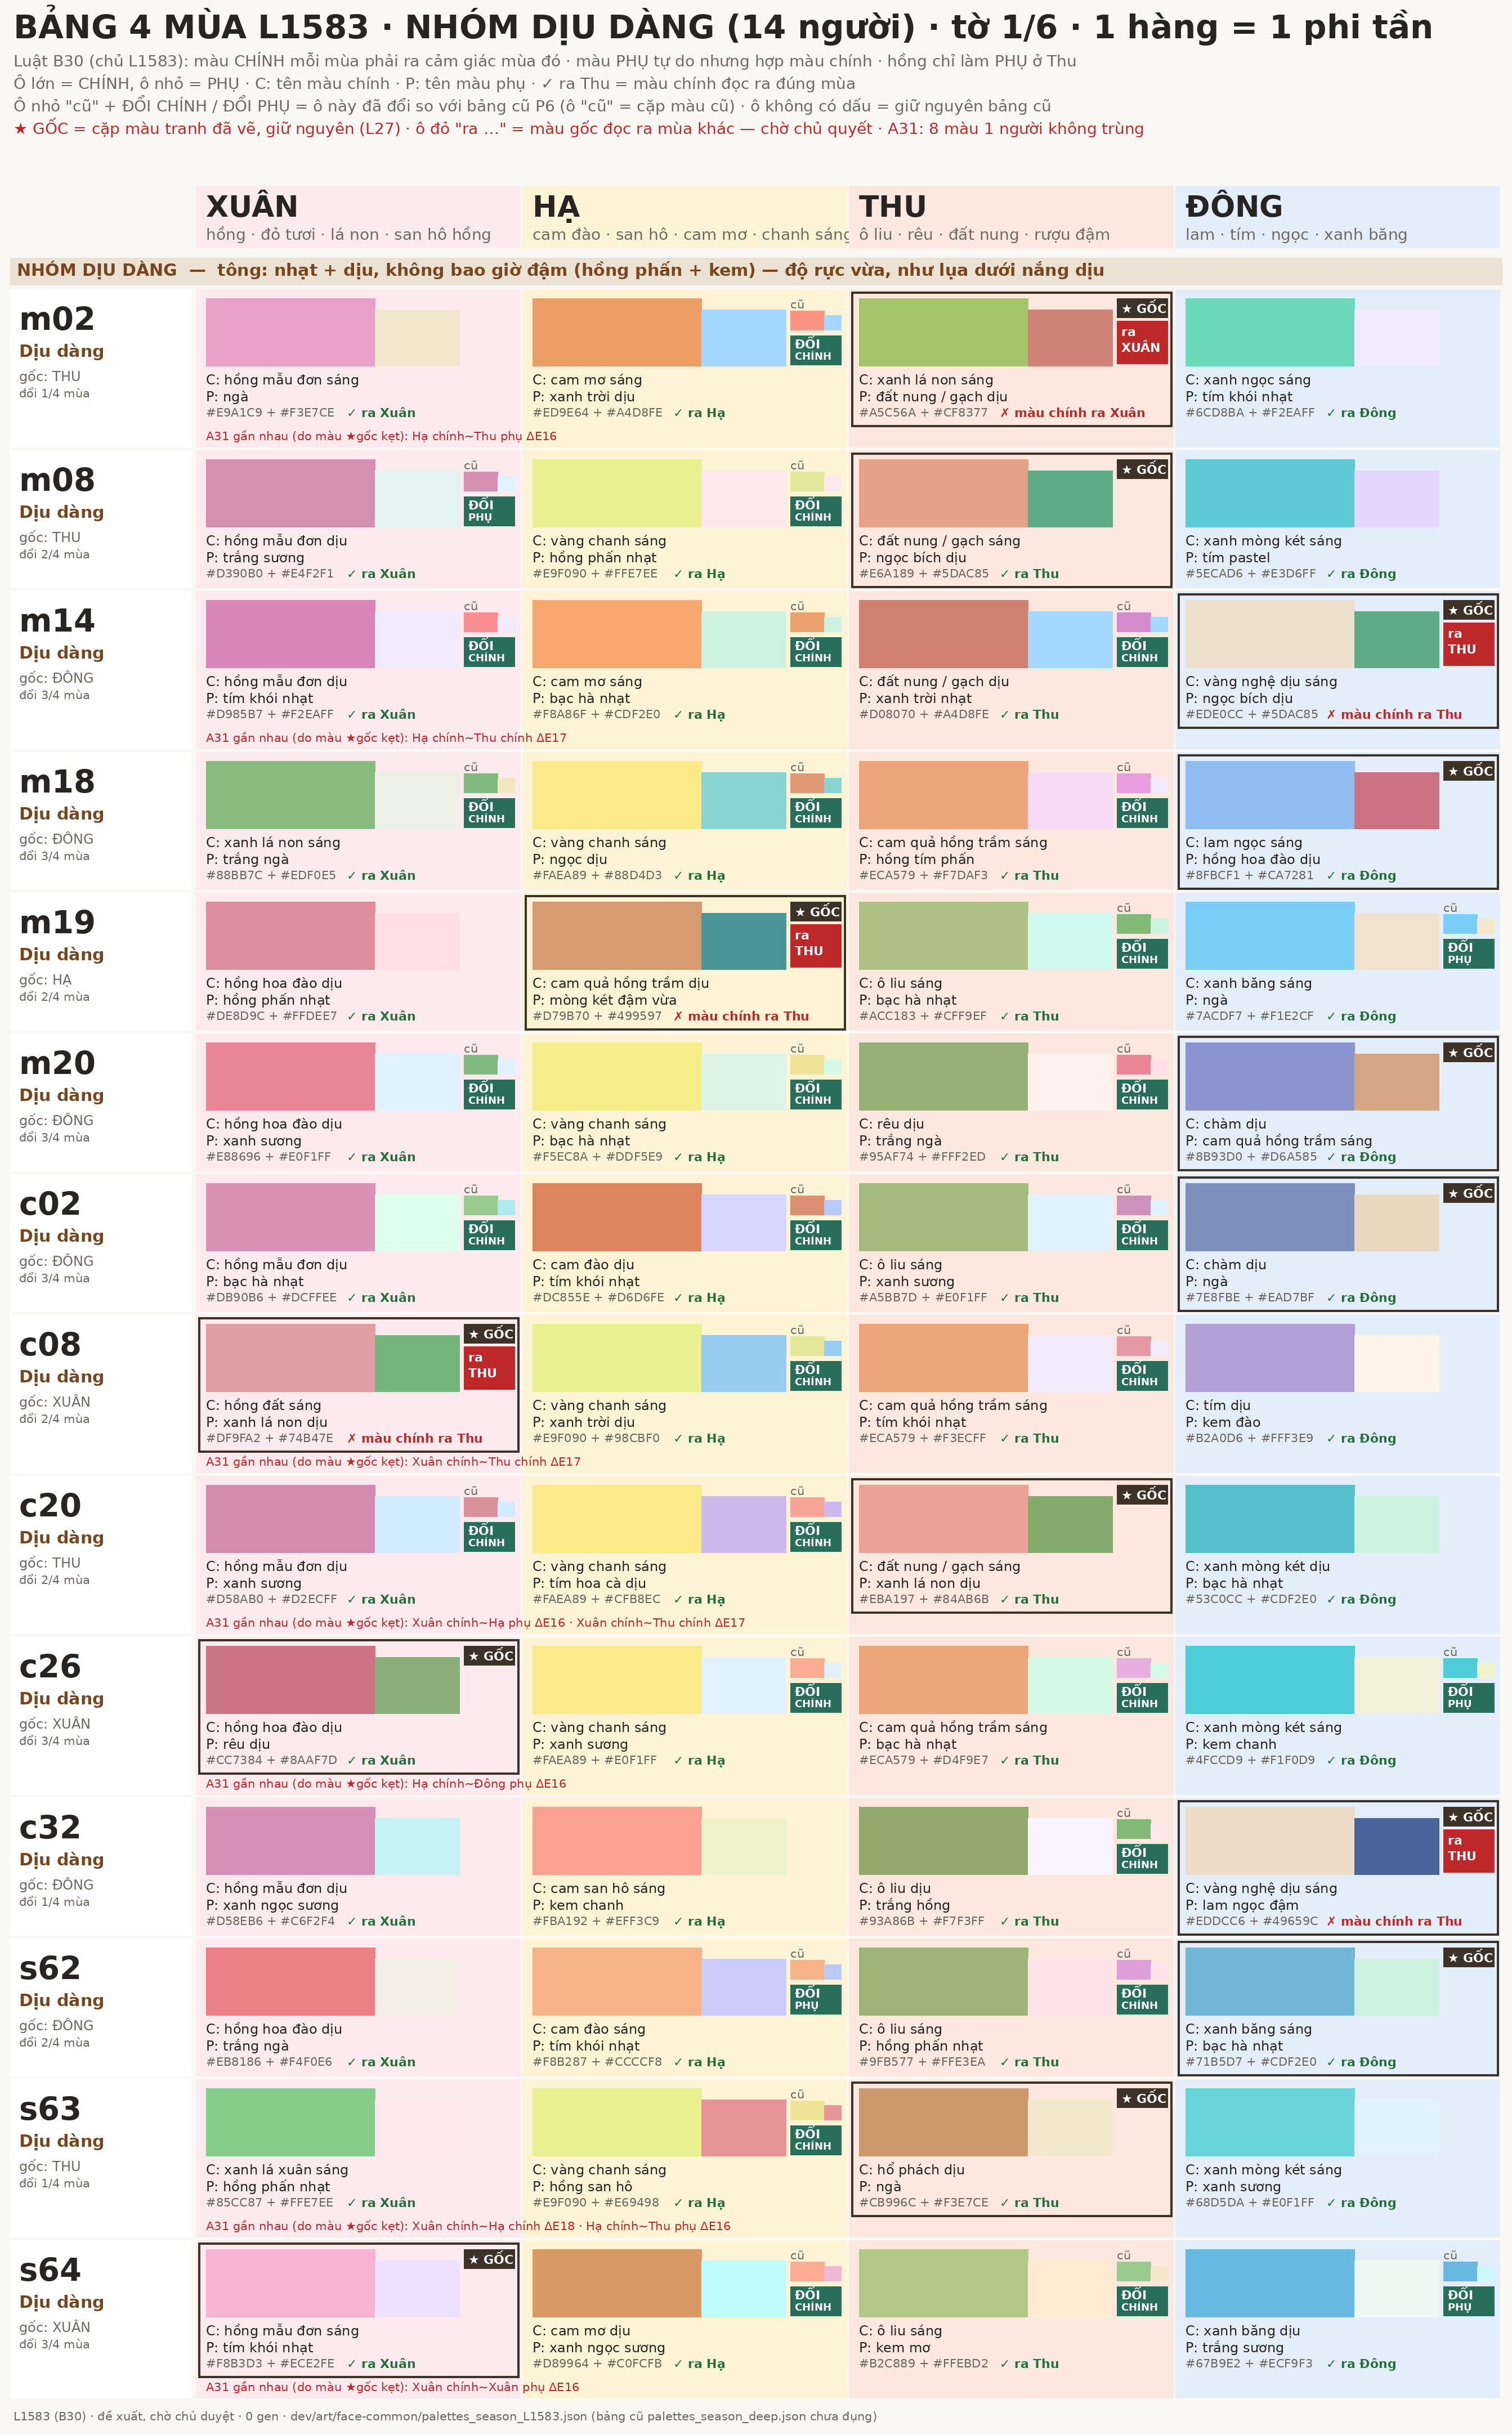 BẢNG 4 MÙA L1583 · NHÓM DỊU DÀNG (14 người) · tờ 1/6 · 1 hàng = 1 phi tần
Luật B30 (chủ L1583): màu CHÍNH mỗi mùa phải ra cảm giác mùa đó · màu PHỤ tự do nhưng hợp màu chính · hồng chỉ làm PHỤ ở Thu
Ô lớn = CHÍNH, ô nhỏ = PHỤ · C: tên màu chính · P: tên màu phụ · ✓ ra Thu = màu chính đọc ra đúng mùa
Ô nhỏ "cũ" + ĐỔI CHÍNH / ĐỔI PHỤ = ô này đã đổi so với bảng cũ P6 (ô "cũ" = cặp màu cũ) · ô không có dấu = giữ nguyên bảng cũ
★ GỐC = cặp màu tranh đã vẽ, giữ nguyên (L27) · ô đỏ "ra ..." = màu gốc đọc ra mùa khác — chờ chủ quyết · A31: 8 màu 1 người không trùng
XUÂN
hồng · đỏ tươi · lá non · san hô hồng
HẠ
cam đào · san hô · cam mơ · chanh sáng
THU
ô liu · rêu · đất nung · rượu đậm
ĐÔNG
lam · tím · ngọc · xanh băng
NHÓM DỊU DÀNG — tông: nhạt + dịu, không bao giờ đậm (hồng phấn + kem) — độ rực vừa, như lụa dưới nắng dịu
m02
Dịu dàng
gốc: THU
đổi 1/4 mùa
C: hồng mẫu đơn sáng
P: ngà
#E9A1C9 + #F3E7CE ✓ ra Xuân
cũ
ĐỔI
CHÍNH
C: cam mơ sáng
P: xanh trời dịu
#ED9E64 + #A4D8FE ✓ ra Hạ
★ GỐC
ra
XUÂN
C: xanh lá non sáng
P: đất nung / gạch dịu
#A5C56A + #CF8377 ✗ màu chính ra Xuân
C: xanh ngọc sáng
P: tím khói nhạt
#6CD8BA + #F2EAFF ✓ ra Đông
A31 gần nhau (do màu ★gốc kẹt): Hạ chính~Thu phụ ΔE16
m08
Dịu dàng
gốc: THU
đổi 2/4 mùa
cũ
ĐỔI
PHỤ
C: hồng mẫu đơn dịu
P: trắng sương
#D390B0 + #E4F2F1 ✓ ra Xuân
cũ
ĐỔI
CHÍNH
C: vàng chanh sáng
P: hồng phấn nhạt
#E9F090 + #FFE7EE ✓ ra Hạ
★ GỐC
C: đất nung / gạch sáng
P: ngọc bích dịu
#E6A189 + #5DAC85 ✓ ra Thu
C: xanh mòng két sáng
P: tím pastel
#5ECAD6 + #E3D6FF ✓ ra Đông
m14
Dịu dàng
gốc: ĐÔNG
đổi 3/4 mùa
cũ
ĐỔI
CHÍNH
C: hồng mẫu đơn dịu
P: tím khói nhạt
#D985B7 + #F2EAFF ✓ ra Xuân
cũ
ĐỔI
CHÍNH
C: cam mơ sáng
P: bạc hà nhạt
#F8A86F + #CDF2E0 ✓ ra Hạ
cũ
ĐỔI
CHÍNH
C: đất nung / gạch dịu
P: xanh trời nhạt
#D08070 + #A4D8FE ✓ ra Thu
★ GỐC
ra
THU
C: vàng nghệ dịu sáng
P: ngọc bích dịu
#EDE0CC + #5DAC85 ✗ màu chính ra Thu
A31 gần nhau (do màu ★gốc kẹt): Hạ chính~Thu chính ΔE17
m18
Dịu dàng
gốc: ĐÔNG
đổi 3/4 mùa
cũ
ĐỔI
CHÍNH
C: xanh lá non sáng
P: trắng ngà
#88BB7C + #EDF0E5 ✓ ra Xuân
cũ
ĐỔI
CHÍNH
C: vàng chanh sáng
P: ngọc dịu
#FAEA89 + #88D4D3 ✓ ra Hạ
cũ
ĐỔI
CHÍNH
C: cam quả hồng trầm sáng
P: hồng tím phấn
#ECA579 + #F7DAF3 ✓ ra Thu
★ GỐC
C: lam ngọc sáng
P: hồng hoa đào dịu
#8FBCF1 + #CA7281 ✓ ra Đông
m19
Dịu dàng
gốc: HẠ
đổi 2/4 mùa
C: hồng hoa đào dịu
P: hồng phấn nhạt
#DE8D9C + #FFDEE7 ✓ ra Xuân
★ GỐC
ra
THU
C: cam quả hồng trầm dịu
P: mòng két đậm vừa
#D79B70 + #499597 ✗ màu chính ra Thu
cũ
ĐỔI
CHÍNH
C: ô liu sáng
P: bạc hà nhạt
#ACC183 + #CFF9EF ✓ ra Thu
cũ
ĐỔI
PHỤ
C: xanh băng sáng
P: ngà
#7ACDF7 + #F1E2CF ✓ ra Đông
m20
Dịu dàng
gốc: ĐÔNG
đổi 3/4 mùa
cũ
ĐỔI
CHÍNH
C: hồng hoa đào dịu
P: xanh sương
#E88696 + #E0F1FF ✓ ra Xuân
cũ
ĐỔI
CHÍNH
C: vàng chanh sáng
P: bạc hà nhạt
#F5EC8A + #DDF5E9 ✓ ra Hạ
cũ
ĐỔI
CHÍNH
C: rêu dịu
P: trắng ngà
#95AF74 + #FFF2ED ✓ ra Thu
★ GỐC
C: chàm dịu
P: cam quả hồng trầm sáng
#8B93D0 + #D6A585 ✓ ra Đông
c02
Dịu dàng
gốc: ĐÔNG
đổi 3/4 mùa
cũ
ĐỔI
CHÍNH
C: hồng mẫu đơn dịu
P: bạc hà nhạt
#DB90B6 + #DCFFEE ✓ ra Xuân
cũ
ĐỔI
CHÍNH
C: cam đào dịu
P: tím khói nhạt
#DC855E + #D6D6FE ✓ ra Hạ
cũ
ĐỔI
CHÍNH
C: ô liu sáng
P: xanh sương
#A5BB7D + #E0F1FF ✓ ra Thu
★ GỐC
C: chàm dịu
P: ngà
#7E8FBE + #EAD7BF ✓ ra Đông
c08
Dịu dàng
gốc: XUÂN
đổi 2/4 mùa
★ GỐC
ra
THU
C: hồng đất sáng
P: xanh lá non dịu
#DF9FA2 + #74B47E ✗ màu chính ra Thu
cũ
ĐỔI
CHÍNH
C: vàng chanh sáng
P: xanh trời dịu
#E9F090 + #98CBF0 ✓ ra Hạ
cũ
ĐỔI
CHÍNH
C: cam quả hồng trầm sáng
P: tím khói nhạt
#ECA579 + #F3ECFF ✓ ra Thu
C: tím dịu
P: kem đào
#B2A0D6 + #FFF3E9 ✓ ra Đông
A31 gần nhau (do màu ★gốc kẹt): Xuân chính~Thu chính ΔE17
c20
Dịu dàng
gốc: THU
đổi 2/4 mùa
cũ
ĐỔI
CHÍNH
C: hồng mẫu đơn dịu
P: xanh sương
#D58AB0 + #D2ECFF ✓ ra Xuân
cũ
ĐỔI
CHÍNH
C: vàng chanh sáng
P: tím hoa cà dịu
#FAEA89 + #CFB8EC ✓ ra Hạ
★ GỐC
C: đất nung / gạch sáng
P: xanh lá non dịu
#EBA197 + #84AB6B ✓ ra Thu
C: xanh mòng két dịu
P: bạc hà nhạt
#53C0CC + #CDF2E0 ✓ ra Đông
A31 gần nhau (do màu ★gốc kẹt): Xuân chính~Hạ phụ ΔE16 · Xuân chính~Thu chính ΔE17
c26
Dịu dàng
gốc: XUÂN
đổi 3/4 mùa
★ GỐC
C: hồng hoa đào dịu
P: rêu dịu
#CC7384 + #8AAF7D ✓ ra Xuân
cũ
ĐỔI
CHÍNH
C: vàng chanh sáng
P: xanh sương
#FAEA89 + #E0F1FF ✓ ra Hạ
cũ
ĐỔI
CHÍNH
C: cam quả hồng trầm sáng
P: bạc hà nhạt
#ECA579 + #D4F9E7 ✓ ra Thu
cũ
ĐỔI
PHỤ
C: xanh mòng két sáng
P: kem chanh
#4FCCD9 + #F1F0D9 ✓ ra Đông
A31 gần nhau (do màu ★gốc kẹt): Hạ chính~Đông phụ ΔE16
c32
Dịu dàng
gốc: ĐÔNG
đổi 1/4 mùa
C: hồng mẫu đơn dịu
P: xanh ngọc sương
#D58EB6 + #C6F2F4 ✓ ra Xuân
C: cam san hô sáng
P: kem chanh
#FBA192 + #EFF3C9 ✓ ra Hạ
cũ
ĐỔI
CHÍNH
C: ô liu dịu
P: trắng hồng
#93A86B + #F7F3FF ✓ ra Thu
★ GỐC
ra
THU
C: vàng nghệ dịu sáng
P: lam ngọc đậm
#EDDCC6 + #49659C ✗ màu chính ra Thu
s62
Dịu dàng
gốc: ĐÔNG
đổi 2/4 mùa
C: hồng hoa đào dịu
P: trắng ngà
#EB8186 + #F4F0E6 ✓ ra Xuân
cũ
ĐỔI
PHỤ
C: cam đào sáng
P: tím khói nhạt
#F8B287 + #CCCCF8 ✓ ra Hạ
cũ
ĐỔI
CHÍNH
C: ô liu sáng
P: hồng phấn nhạt
#9FB577 + #FFE3EA ✓ ra Thu
★ GỐC
C: xanh băng sáng
P: bạc hà nhạt
#71B5D7 + #CDF2E0 ✓ ra Đông
s63
Dịu dàng
gốc: THU
đổi 1/4 mùa
C: xanh lá xuân sáng
P: hồng phấn nhạt
#85CC87 + #FFE7EE ✓ ra Xuân
cũ
ĐỔI
CHÍNH
C: vàng chanh sáng
P: hồng san hô
#E9F090 + #E69498 ✓ ra Hạ
★ GỐC
C: hổ phách dịu
P: ngà
#CB996C + #F3E7CE ✓ ra Thu
C: xanh mòng két sáng
P: xanh sương
#68D5DA + #E0F1FF ✓ ra Đông
A31 gần nhau (do màu ★gốc kẹt): Xuân chính~Hạ chính ΔE18 · Hạ chính~Thu phụ ΔE16
s64
Dịu dàng
gốc: XUÂN
đổi 3/4 mùa
★ GỐC
C: hồng mẫu đơn sáng
P: tím khói nhạt
#F8B3D3 + #ECE2FE ✓ ra Xuân
cũ
ĐỔI
CHÍNH
C: cam mơ dịu
P: xanh ngọc sương
#D89964 + #C0FCFB ✓ ra Hạ
cũ
ĐỔI
CHÍNH
C: ô liu sáng
P: kem mơ
#B2C889 + #FFEBD2 ✓ ra Thu
cũ
ĐỔI
PHỤ
C: xanh băng dịu
P: trắng sương
#67B9E2 + #ECF9F3 ✓ ra Đông
A31 gần nhau (do màu ★gốc kẹt): Xuân chính~Xuân phụ ΔE16
L1583 (B30) · đề xuất, chờ chủ duyệt · 0 gen · dev/art/face-common/palettes_season_L1583.json (bảng cũ palettes_season_deep.json chưa đụng)